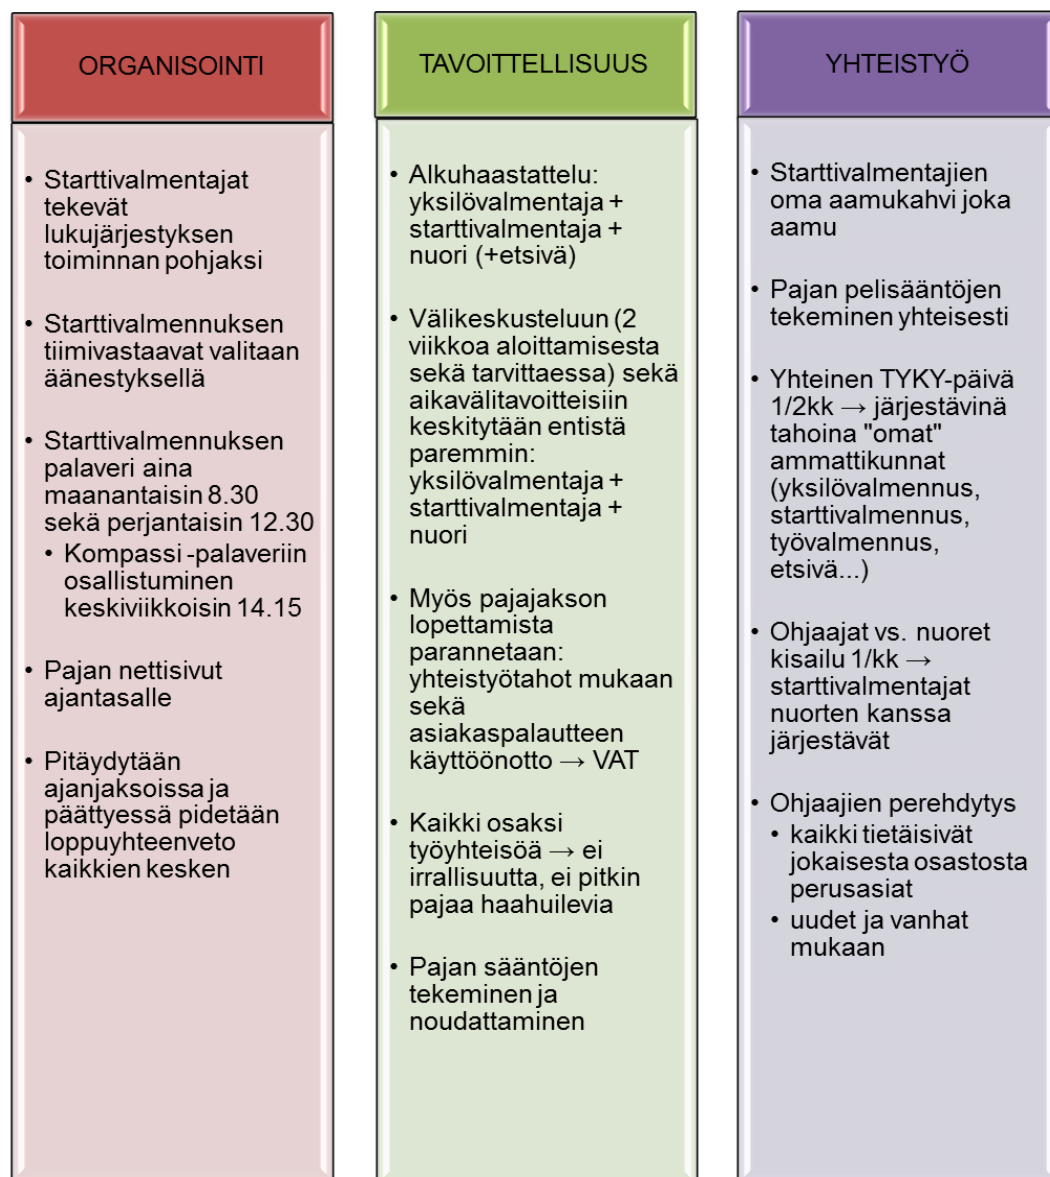 ORGANISOINTI
• Starttivalmentajat
tekevät
lukujärjestyksen
toiminnan pohjaksi
• Starttivalmennuksen
tiimivastaavat valitaan
äänestyksellä
• Starttivalmennuksen
palaveri aina
maanantaisin 8.30
sekä perjantaisin 12.30
• Kompassi -palaveriin
osallistuminen
keskiviikkoisin 14.15
• Pajan nettisivut
ajantasalle
• Pitäydytään
ajanjaksoissa ja
päättyessä pidetään
loppuyhteenveto
kaikkien kesken
TAVOITTELLISUUS
• Alkuhaastattelu:
yksilövalmentaja +
starttivalmentaja +
nuori (+etsivä)
• Välikeskusteluun (2
viikkoa aloittamisesta
sekä tarvittaessa) sekä
aikavälitavoitteisiin
keskitytään entistä
paremmin:
yksilövalmentaja +
starttivalmentaja +
nuori
• Myös pajajakson
lopettamista
parannetaan:
yhteistyötahot mukaan
sekä
asiakaspalautteen
käyttöönotto → VAT
• Kaikki osaksi
työyhteisöä → ei
irrallisuutta, ei pitkin
pajaa haahuilevia
• Pajan sääntöjen
tekeminen ja
noudattaminen
YHTEISTYÖ
• Starttivalmentajien
oma aamukahvi joka
aamu
• Pajan pelisääntöjen
tekeminen yhteisesti
• Yhteinen TYKY-päivä
1/2kk → järjestävinä
tahoina "omat"
ammattikunnat
(yksilövalmennus,
starttivalmennus,
työvalmennus,
etsivä...)
• Ohjaajat vs. nuoret
kisailu 1/kk →
starttivalmentajat
nuorten kanssa
järjestävät
• Ohjaajien perehdytys
• kaikki tietäisivät
jokaisesta osastosta
perusasiat
• uudet ja vanhat
mukaan